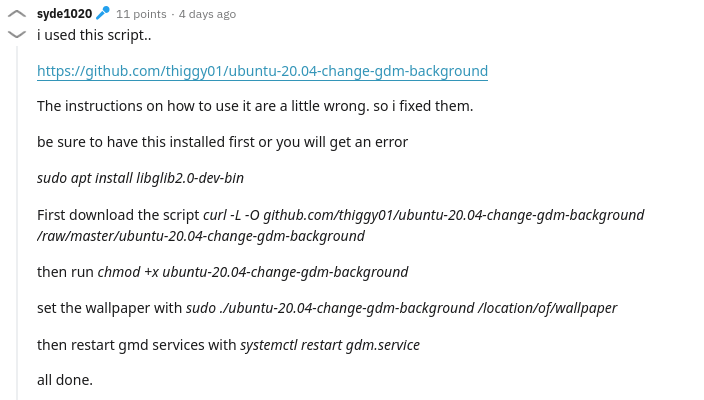 syde1020 11 points · 4 days ago
i used this script..
https://github.com/thiggy01/ubuntu-20.04-change-gdm-background
The instructions on how to use it are a little wrong. so i fixed them.
be sure to have this installed first or you will get an error
sudo apt install libglib2.0-dev-bin
First download the script curl -L -O github.com/thiggy01/ubuntu-20.04-change-gdm-background
/raw/master/ubuntu-20.04-change-gdm-background
then run chmod +x ubuntu-20.04-change-gdm-background
set the wallpaper with sudo ./ubuntu-20.04-change-gdm-background /location/of/wallpaper
then restart gmd services with systemctl restart gdm.service
all done.